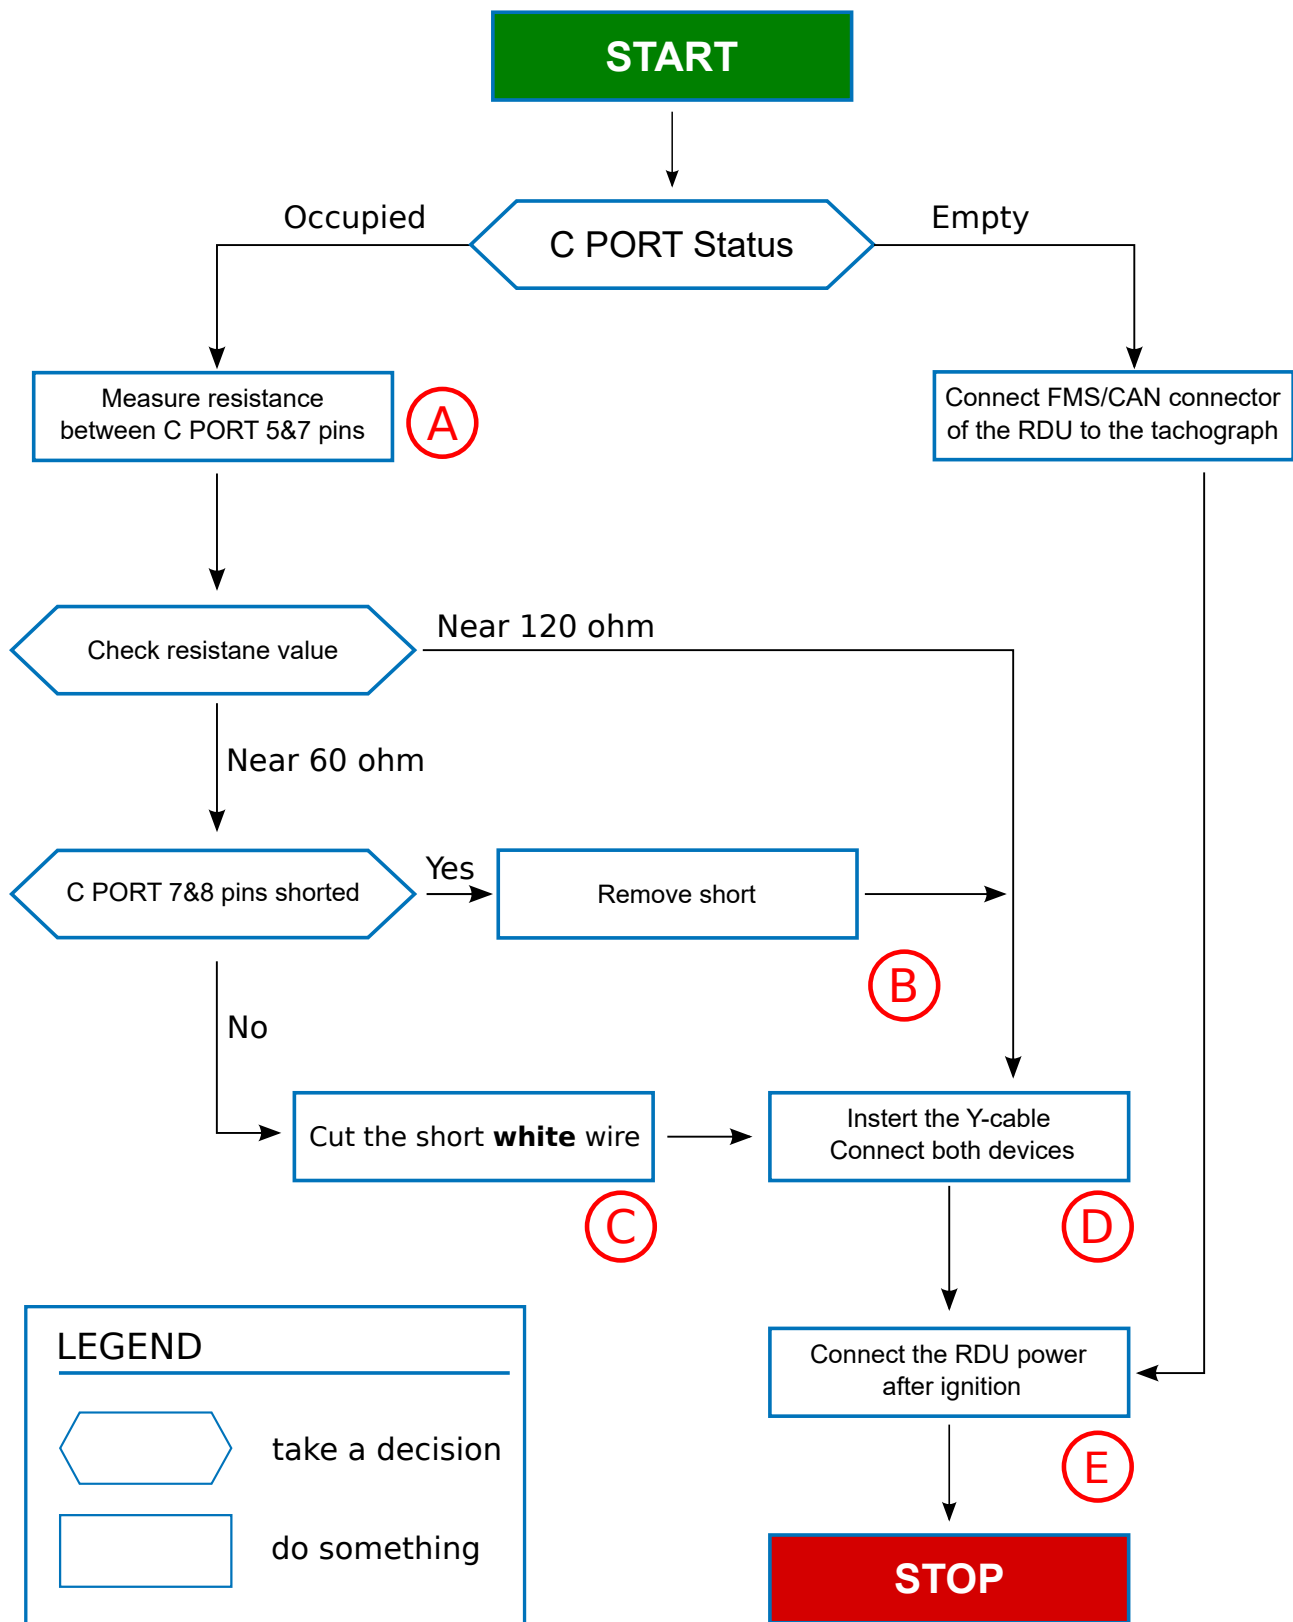 START
Occupied
C PORT Status
Empty
Measure resistance
between C PORT 5&7 pins
A
Connect FMS/CAN connector
of the RDU to the tachograph
Check resistane value
Near 120 ohm
Near 60 ohm
C PORT 7&8 pins shorted
Yes
Remove short
B
No
Cut the short white wire
C
Instert the Y-cable
Connect both devices
D
Connect the RDU power
after ignition
E
STOP
LEGEND
take a decision
do something